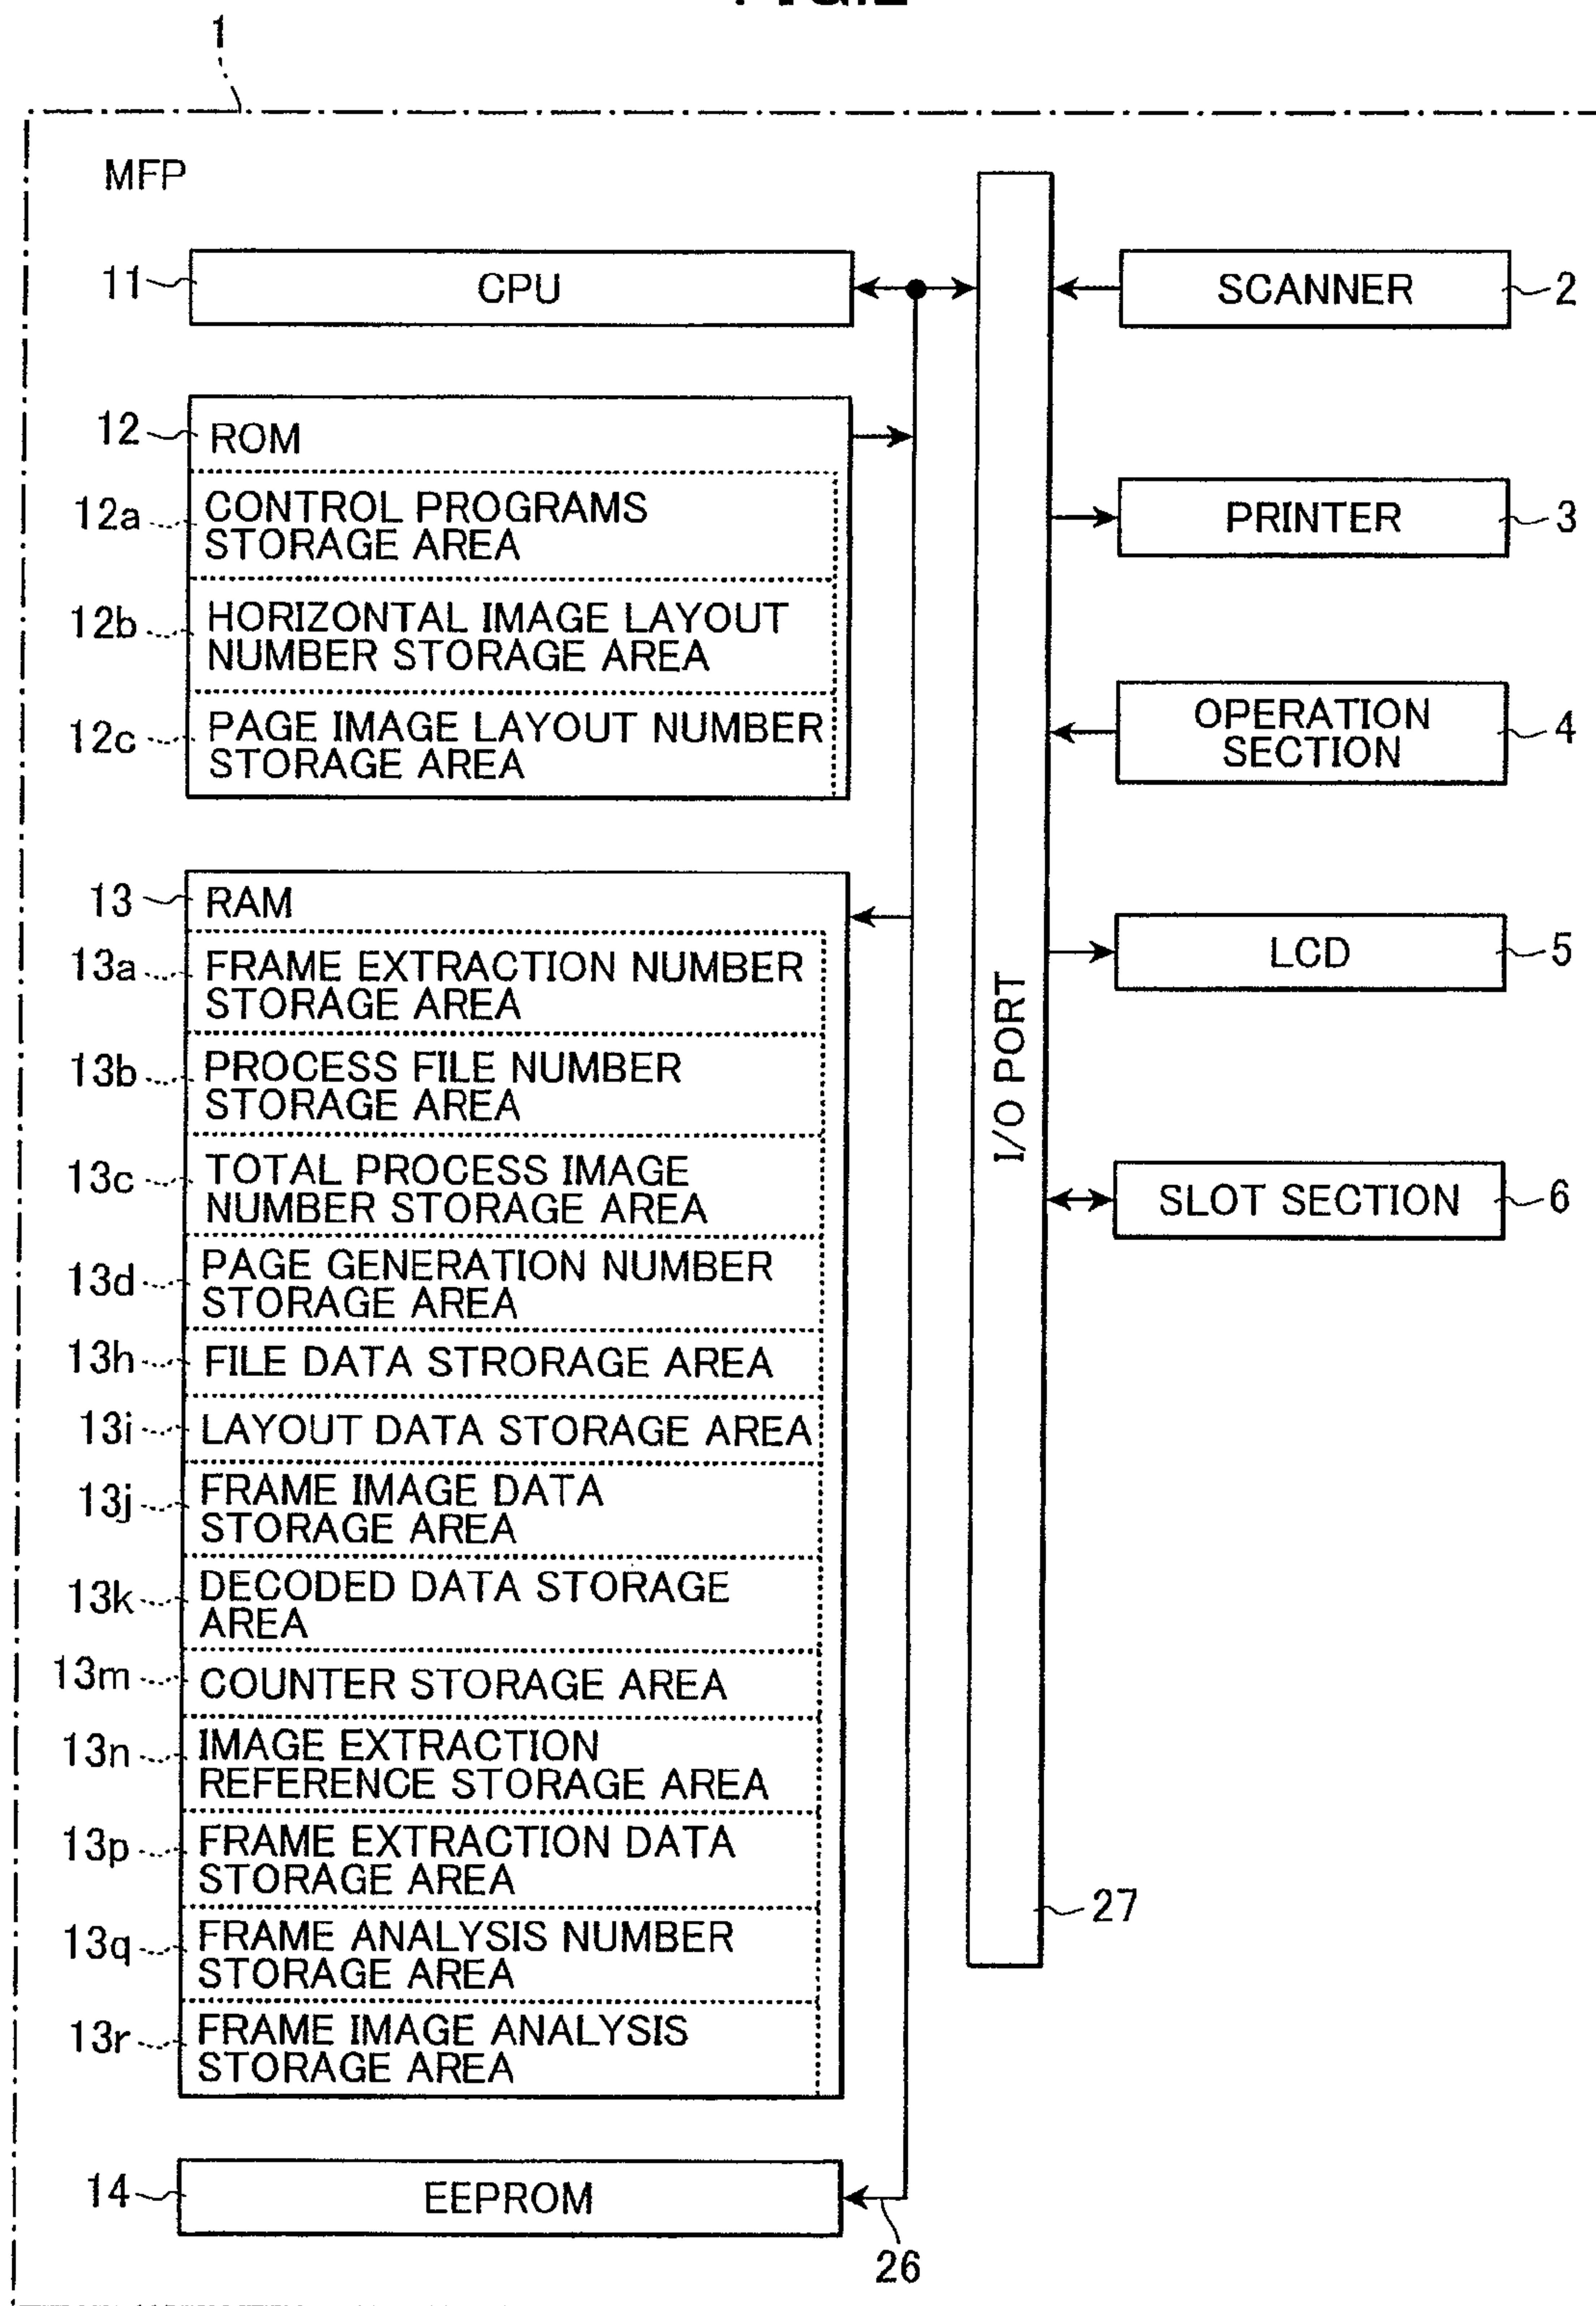 1
MFP
11
CPU
SCANNER
2
12
ROM
12a
CONTROL PROGRAMS
STORAGE AREA
12b
HORIZONTAL IMAGE LAYOUT
NUMBER STORAGE AREA
12c
PAGE IMAGE LAYOUT NUMBER
STORAGE AREA
PRINTER
3
OPERATION
SECTION
4
13
RAM
13a
FRAME EXTRACTION NUMBER
STORAGE AREA
13b
PROCESS FILE NUMBER
STORAGE AREA
13c
TOTAL PROCESS IMAGE
NUMBER STORAGE AREA
13d
PAGE GENERATION NUMBER
STORAGE AREA
13h
FILE DATA STRORAGE AREA
13i
LAYOUT DATA STORAGE AREA
13j
FRAME IMAGE DATA
STORAGE AREA
13k
DECODED DATA STORAGE
AREA
13m
COUNTER STORAGE AREA
13n
IMAGE EXTRACTION
REFERENCE STORAGE AREA
13p
FRAME EXTRACTION DATA
STORAGE AREA
13q
FRAME ANALYSIS NUMBER
STORAGE AREA
13r
FRAME IMAGE ANALYSIS
STORAGE AREA
I/O PORT
LCD
5
SLOT SECTION
6
27
14
EEPROM
26